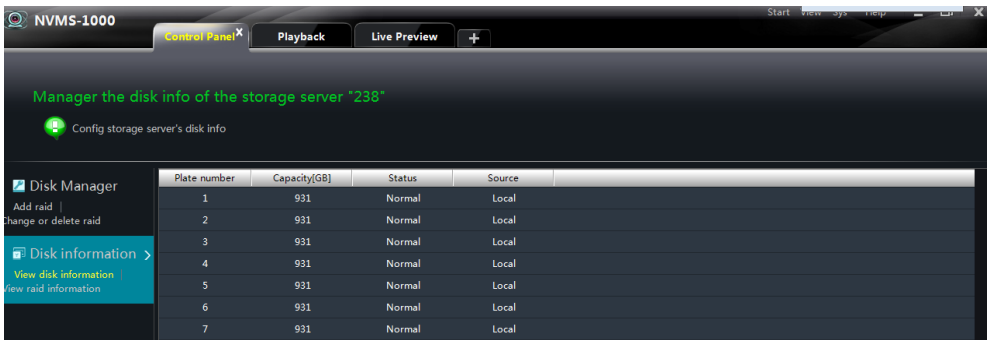 NVMS-1000
Start View Sys Help
Control Panel X Playback Live Preview +
Manager the disk info of the storage server "238"
Config storage server's disk info
Disk Manager
Add raid |
Change or delete raid
Disk information >
View disk information |
View raid information
Plate number Capacity[GB] Status Source
1 931 Normal Local
2 931 Normal Local
3 931 Normal Local
4 931 Normal Local
5 931 Normal Local
6 931 Normal Local
7 931 Normal Local